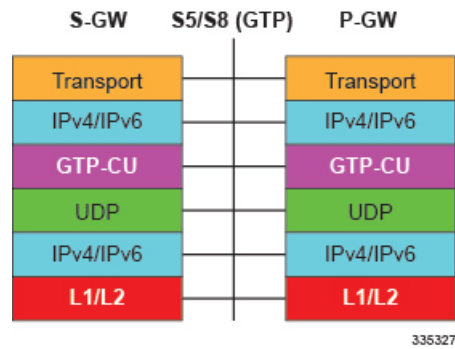 S-GW S5/S8 (GTP) P-GW
Transport Transport
IPv4/IPv6 IPv4/IPv6
GTP-CU GTP-CU
UDP UDP
IPv4/IPv6 IPv4/IPv6
L1/L2 L1/L2
335327